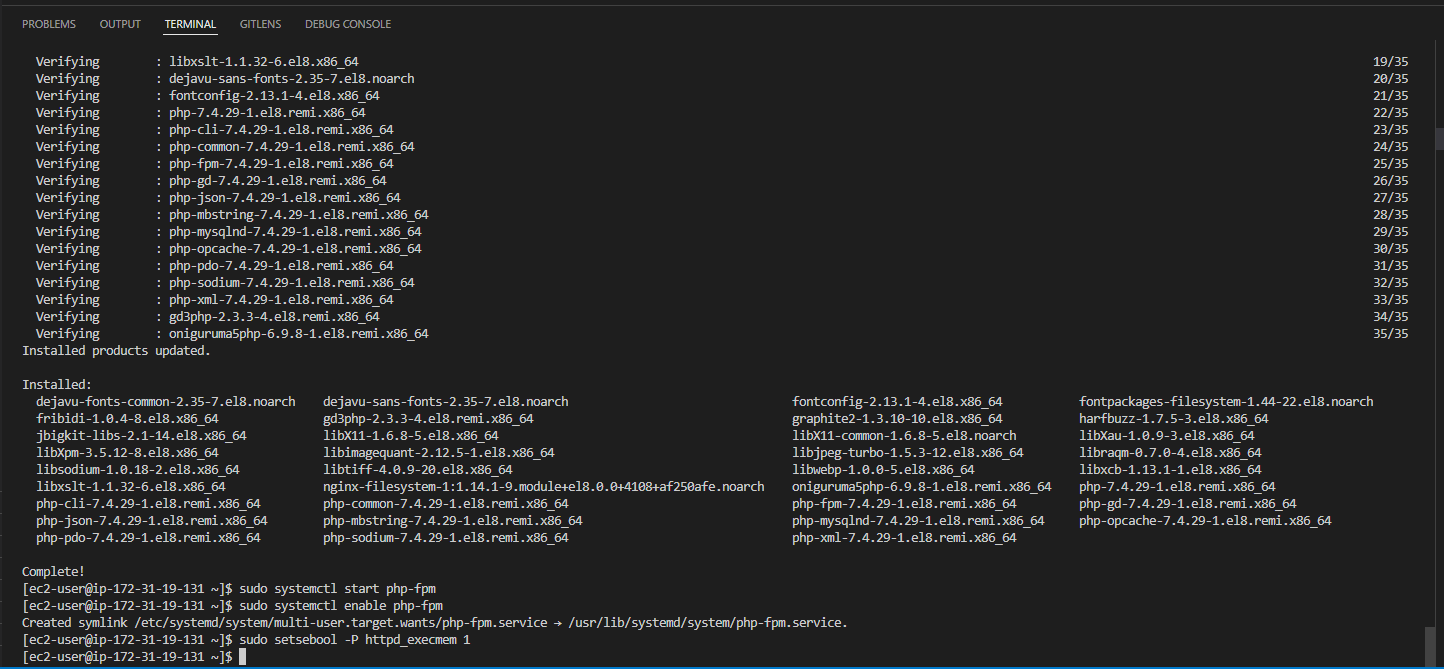 PROBLEMS OUTPUT TERMINAL GITLENS DEBUG CONSOLE
Verifying : libxslt-1.1.32-6.el8.x86_64 19/35
Verifying : dejavu-sans-fonts-2.35-7.el8.noarch 20/35
Verifying : fontconfig-2.13.1-4.el8.x86_64 21/35
Verifying : php-7.4.29-1.el8.remi.x86_64 22/35
Verifying : php-cli-7.4.29-1.el8.remi.x86_64 23/35
Verifying : php-common-7.4.29-1.el8.remi.x86_64 24/35
Verifying : php-fpm-7.4.29-1.el8.remi.x86_64 25/35
Verifying : php-gd-7.4.29-1.el8.remi.x86_64 26/35
Verifying : php-json-7.4.29-1.el8.remi.x86_64 27/35
Verifying : php-mbstring-7.4.29-1.el8.remi.x86_64 28/35
Verifying : php-mysqlnd-7.4.29-1.el8.remi.x86_64 29/35
Verifying : php-opcache-7.4.29-1.el8.remi.x86_64 30/35
Verifying : php-pdo-7.4.29-1.el8.remi.x86_64 31/35
Verifying : php-sodium-7.4.29-1.el8.remi.x86_64 32/35
Verifying : php-xml-7.4.29-1.el8.remi.x86_64 33/35
Verifying : gd3php-2.3.3-4.el8.remi.x86_64 34/35
Verifying : oniguruma5php-6.9.8-1.el8.remi.x86_64 35/35
Installed products updated.
Installed:
dejavu-fonts-common-2.35-7.el8.noarch dejavu-sans-fonts-2.35-7.el8.noarch fontconfig-2.13.1-4.el8.x86_64 fontpackages-filesystem-1.44-22.el8.noarch
fribidi-1.0.4-8.el8.x86_64 gd3php-2.3.3-4.el8.remi.x86_64 graphite2-1.3.10-10.el8.x86_64 harfbuzz-1.7.5-3.el8.x86_64
jbigkit-libs-2.1-14.el8.x86_64 libX11-1.6.8-5.el8.x86_64 libX11-common-1.6.8-5.el8.noarch libXau-1.0.9-3.el8.x86_64
libXpm-3.5.12-8.el8.x86_64 libimagequant-2.12.5-1.el8.x86_64 libjpeg-turbo-1.5.3-12.el8.x86_64 libraqm-0.7.0-4.el8.x86_64
libsodium-1.0.18-2.el8.x86_64 libtiff-4.0.9-20.el8.x86_64 libwebp-1.0.0-5.el8.x86_64 libxcb-1.13.1-1.el8.x86_64
libxslt-1.1.32-6.el8.x86_64 nginx-filesystem-1:1.14.1-9.module+el8.0.0+4108+af250afe.noarch oniguruma5php-6.9.8-1.el8.remi.x86_64 php-7.4.29-1.el8.remi.x86_64
php-cli-7.4.29-1.el8.remi.x86_64 php-common-7.4.29-1.el8.remi.x86_64 php-fpm-7.4.29-1.el8.remi.x86_64 php-gd-7.4.29-1.el8.remi.x86_64
php-json-7.4.29-1.el8.remi.x86_64 php-mbstring-7.4.29-1.el8.remi.x86_64 php-mysqlnd-7.4.29-1.el8.remi.x86_64 php-opcache-7.4.29-1.el8.remi.x86_64
php-pdo-7.4.29-1.el8.remi.x86_64 php-sodium-7.4.29-1.el8.remi.x86_64 php-xml-7.4.29-1.el8.remi.x86_64
Complete!
[ec2-user@ip-172-31-19-131 ~]$ sudo systemctl start php-fpm
[ec2-user@ip-172-31-19-131 ~]$ sudo systemctl enable php-fpm
Created symlink /etc/systemd/system/multi-user.target.wants/php-fpm.service → /usr/lib/systemd/system/php-fpm.service.
[ec2-user@ip-172-31-19-131 ~]$ sudo setsebool -P httpd_execmem 1
[ec2-user@ip-172-31-19-131 ~]$